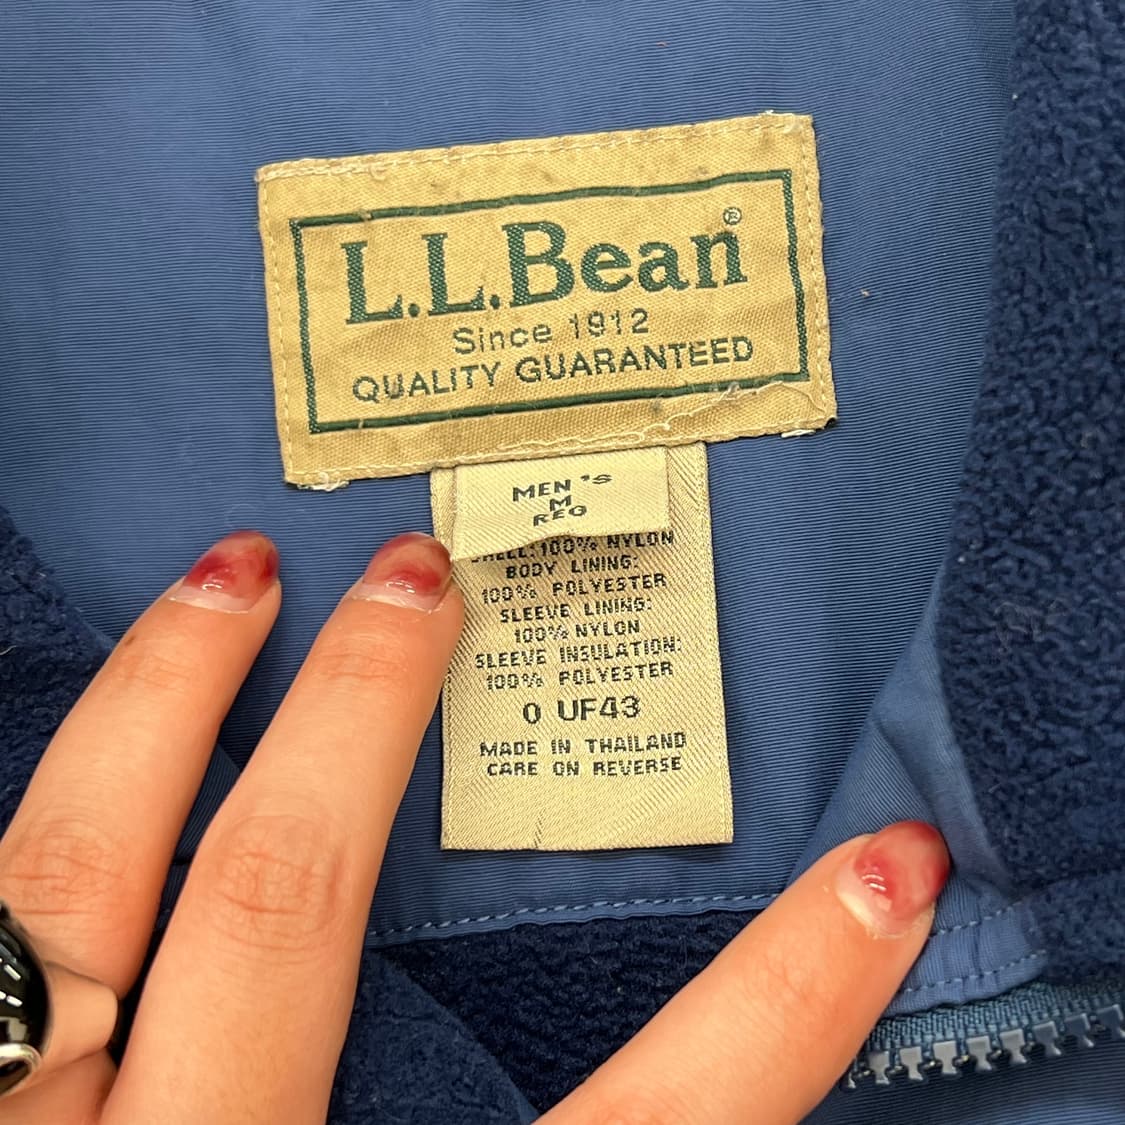 L.L.Bean®
Since 1912
QUALITY GUARANTEED
MEN'S
M
REG
SHELL: 100% NYLON
BODY LINING:
100% POLYESTER
SLEEVE LINING:
100% NYLON
SLEEVE INSULATION:
100% POLYESTER
0 UF43
MADE IN THAILAND
CARE ON REVERSE